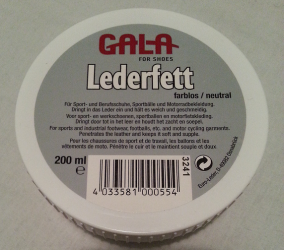 GALA
FOR SHOES
Lederfett
farblos / neutral
Für Sport- und Berufsschuhe, Sportbälle und Motorradbekleidung.
Dringt in das Leder ein und hält es weich und geschmeidig.
Voor sport- en werkschoenen, sportballen en motorfietskleding.
Dringt door tot in het leer en houdt het zacht en soepel.
For sports and industrial footwear, footballs, etc. and motor cycling garments.
Penetrates the leather and keeps it soft and supple.
Pour les chaussures de sport et de travail, les ballons et les
vêtements de moto. Pénètre le cuir et le maintient souple et doux
200 ml
e
4 033581 000554
3241
Euro-Leder, D-63543